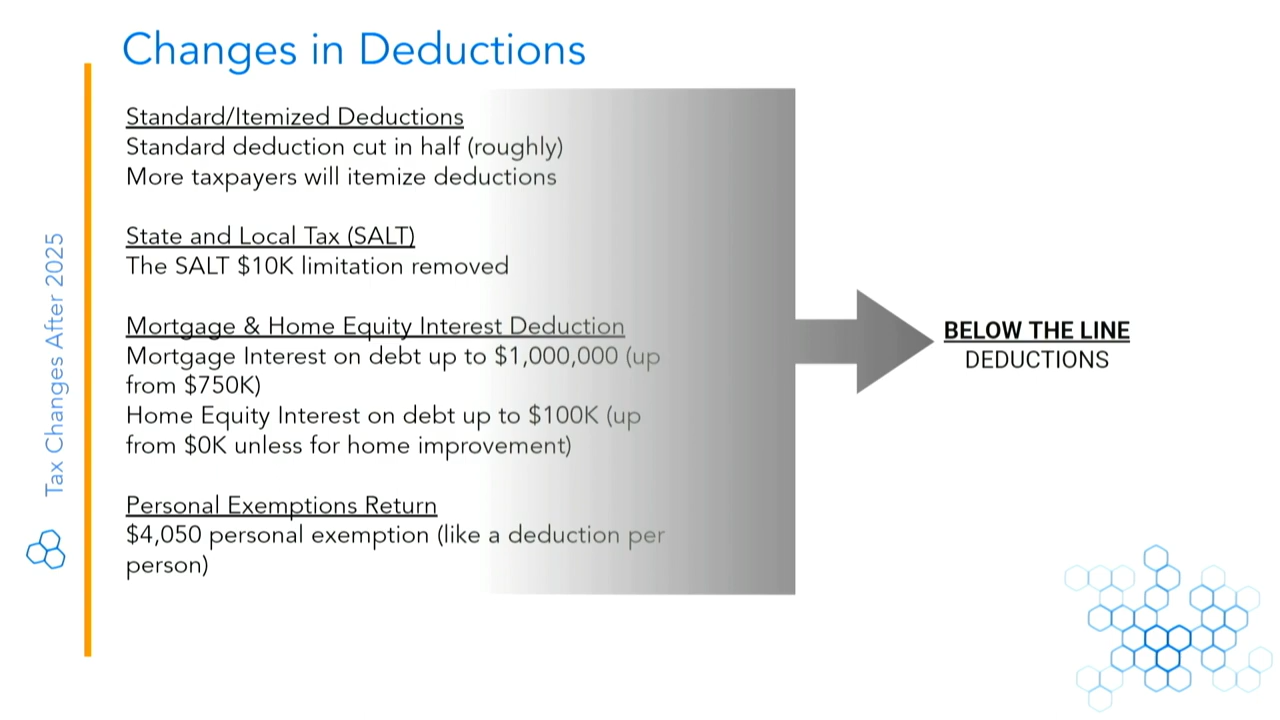 Changes in Deductions
Standard/Itemized Deductions
Standard deduction cut in half (roughly)
More taxpayers will itemize deductions
State and Local Tax (SALT)
The SALT $10K limitation removed
Mortgage & Home Equity Interest Deduction
Mortgage Interest on debt up to $1,000,000 (up
from $750K)
Home Equity Interest on debt up to $100K (up
from $0K unless for home improvement)
Personal Exemptions Return
$4,050 personal exemption (like a deduction per
person)
BELOW THE LINE
DEDUCTIONS
Tax Changes After 2025